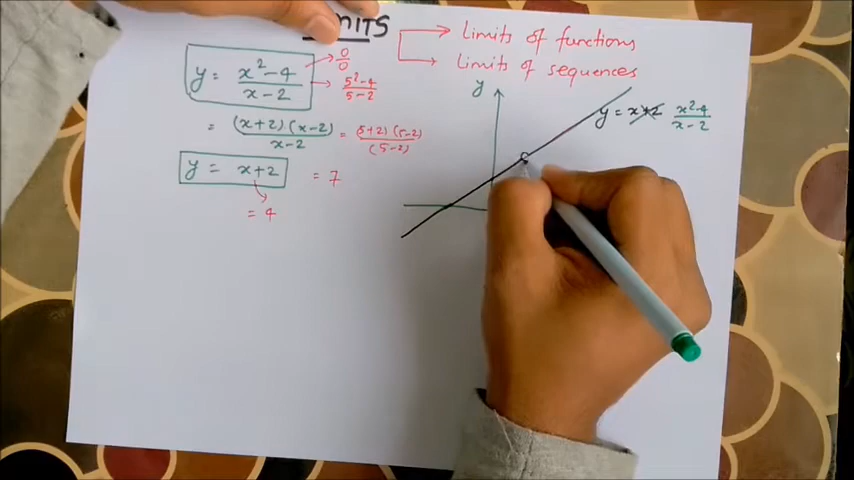 Limits of functions
Limits of sequences
y = x²-4 / x-2
0/0
5²-4 / 5-2
= (x+2)(x-2) / x-2 = (5+2)(5-2) / (5-2)
y = x+2 = 7
= 4
y
y = x+2 x²-4 / x-2